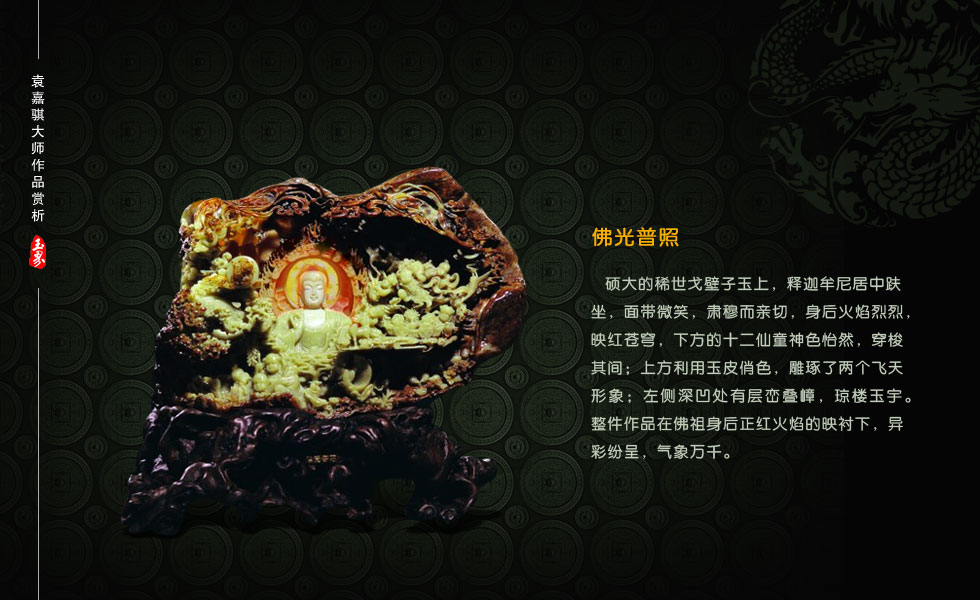 袁嘉骐大师作品赏析
玉家
佛光普照
硕大的稀世戈壁子玉上，释迦牟尼居中趺
坐，面带微笑，肃穆而亲切，身后火焰烈烈，
映红苍穹，下方的十二仙童神色怡然，穿梭
其间；上方利用玉皮俏色，雕琢了两个飞天
形象；左侧深凹处有层峦叠嶂，琼楼玉宇。
整件作品在佛祖身后正红火焰的映衬下，异
彩纷呈，气象万千。